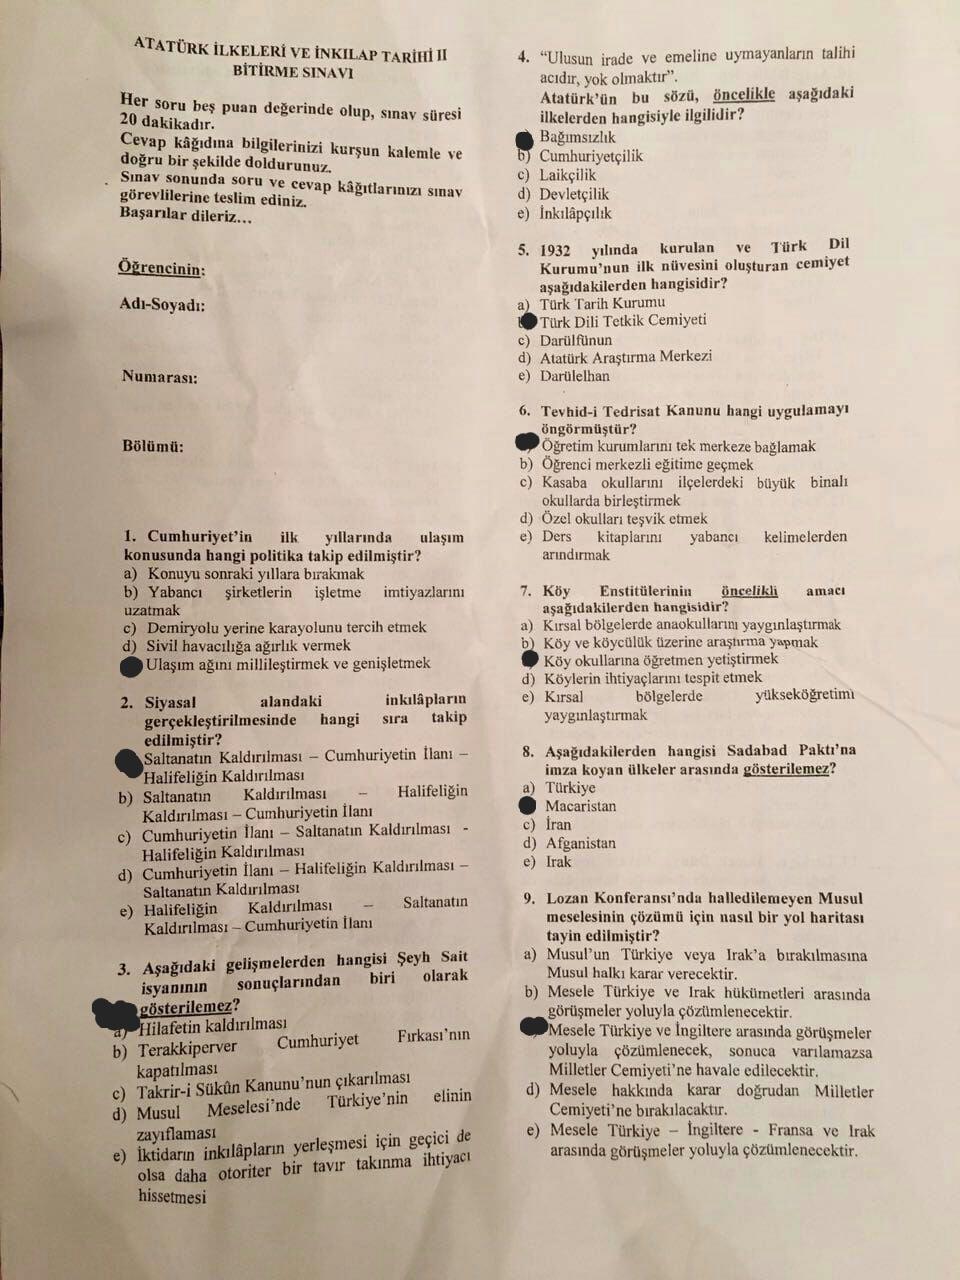 ATATÜRK İLKELERİ VE İNKILAP TARİHİ II
BİTİRME SINAVI
Her soru beş puan değerinde olup, sınav süresi
20 dakikadır.
Cevap kâğıdına bilgilerinizi kurşun kalemle ve
doğru bir şekilde doldurunuz.
Sınav sonunda soru ve cevap kâğıtlarınızı sınav
görevlilerine teslim ediniz.
Başarılar dileriz...
Öğrencinin:
Adı-Soyadı:
Numarası:
Bölümü:
1. Cumhuriyet'in ilk yıllarında ulaşım
konusunda hangi politika takip edilmiştir?
a) Konuyu sonraki yıllara bırakmak
b) Yabancı şirketlerin işletme imtiyazlarını
uzatmak
c) Demiryolu yerine karayolunu tercih etmek
d) Sivil havacılığa ağırlık vermek
Ulaşım ağını millileştirmek ve genişletmek
2. Siyasal alandaki inkılâpların
gerçekleştirilmesinde hangi sıra takip
edilmiştir?
Saltanatın Kaldırılması – Cumhuriyetin İlanı –
Halifeliğin Kaldırılması
b) Saltanatın Kaldırılması – Halifeliğin
Kaldırılması – Cumhuriyetin İlanı
c) Cumhuriyetin İlanı – Saltanatın Kaldırılması -
Halifeliğin Kaldırılması
d) Cumhuriyetin İlanı – Halifeliğin Kaldırılması –
Saltanatın Kaldırılması
e) Halifeliğin Kaldırılması – Saltanatın
Kaldırılması – Cumhuriyetin İlanı
3. Aşağıdaki gelişmelerden hangisi Şeyh Sait
isyanının sonuçlarından biri olarak
gösterilemez?
a) Hilafetin kaldırılması
b) Terakkiperver Cumhuriyet Fırkası'nın
kapatılması
c) Takrir-i Sükûn Kanunu'nun çıkarılması
d) Musul Meselesi'nde Türkiye'nin elinin
zayıflaması
e) İktidarın inkılâpların yerleşmesi için geçici de
olsa daha otoriter bir tavır takınma ihtiyacı
hissetmesi
4. “Ulusun irade ve emeline uymayanların talihi
acıdır, yok olmaktır”.
Atatürk'ün bu sözü, öncelikle aşağıdaki
ilkelerden hangisiyle ilgilidir?
Bağımsızlık
b) Cumhuriyetçilik
c) Laikçilik
d) Devletçilik
e) İnkılâpçılık
5. 1932 yılında kurulan ve Türk Dil
Kurumu'nun ilk nüvesini oluşturan cemiyet
aşağıdakilerden hangisidir?
a) Türk Tarih Kurumu
Türk Dili Tetkik Cemiyeti
c) Darülfünun
d) Atatürk Araştırma Merkezi
e) Darülelhan
6. Tevhid-i Tedrisat Kanunu hangi uygulamayı
öngörmüştür?
Öğretim kurumlarını tek merkeze bağlamak
b) Öğrenci merkezli eğitime geçmek
c) Kasaba okullarını ilçelerdeki büyük binalı
okullarda birleştirmek
d) Özel okulları teşvik etmek
e) Ders kitaplarını yabancı kelimelerden
arındırmak
7. Köy Enstitülerinin öncelikli amacı
aşağıdakilerden hangisidir?
a) Kırsal bölgelerde anaokullarını yaygınlaştırmak
b) Köy ve köycülük üzerine araştırma yapmak
Köy okullarına öğretmen yetiştirmek
d) Köylerin ihtiyaçlarını tespit etmek
e) Kırsal bölgelerde yükseköğretimi
yaygınlaştırmak
8. Aşağıdakilerden hangisi Sadabad Paktı'na
imza koyan ülkeler arasında gösterilemez?
a) Türkiye
Macaristan
c) İran
d) Afganistan
e) Irak
9. Lozan Konferansı'nda halledilemeyen Musul
meselesinin çözümü için nasıl bir yol haritası
tayin edilmiştir?
a) Musul'un Türkiye veya Irak'a bırakılmasına
Musul halkı karar verecektir.
b) Mesele Türkiye ve Irak hükümetleri arasında
görüşmeler yoluyla çözümlenecektir.
Mesele Türkiye ve İngiltere arasında görüşmeler
yoluyla çözümlenecek, sonuca varılamazsa
Milletler Cemiyeti'ne havale edilecektir.
d) Mesele hakkında karar doğrudan Milletler
Cemiyeti'ne bırakılacaktır.
e) Mesele Türkiye – İngiltere - Fransa ve Irak
arasında görüşmeler yoluyla çözümlenecektir.